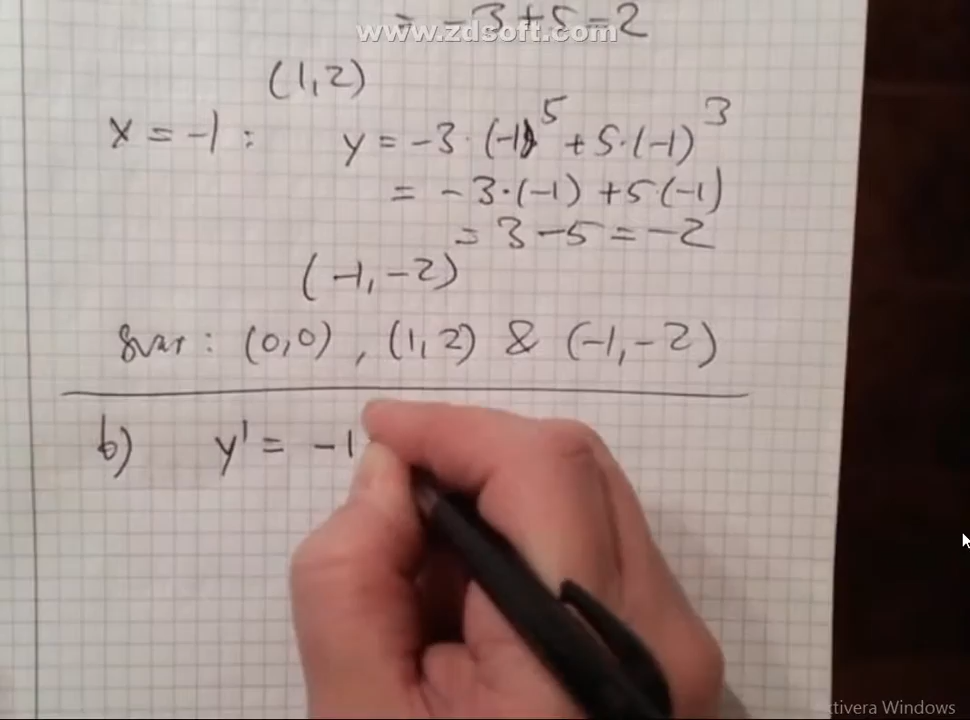 = -3+5=2
www.zdsoft.com
(1,2)
x = -1 : y = -3·(-1)^5 + 5·(-1)^3
= -3·(-1) + 5·(-1)
= 3-5 = -2
(-1,-2)
Svar : (0,0) , (1,2) & (-1,-2)
b) y' = -1
tivera Windows